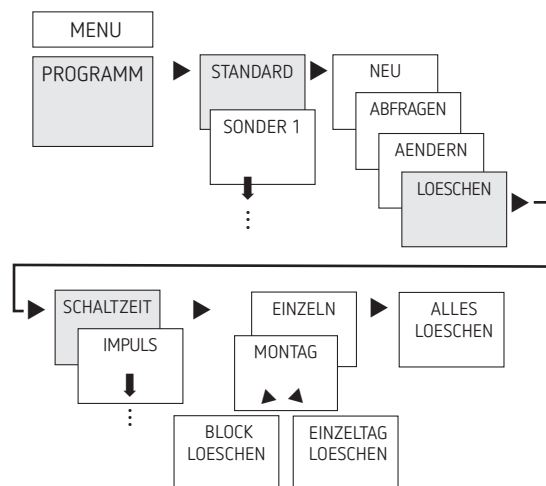 MENU
PROGRAMM
STANDARD
SONDER 1
NEU
ABFRAGEN
AENDERN
LOESCHEN
SCHALTZEIT
IMPULS
EINZELN
MONTAG
ALLES
LOESCHEN
BLOCK
LOESCHEN
EINZELTAG
LOESCHEN